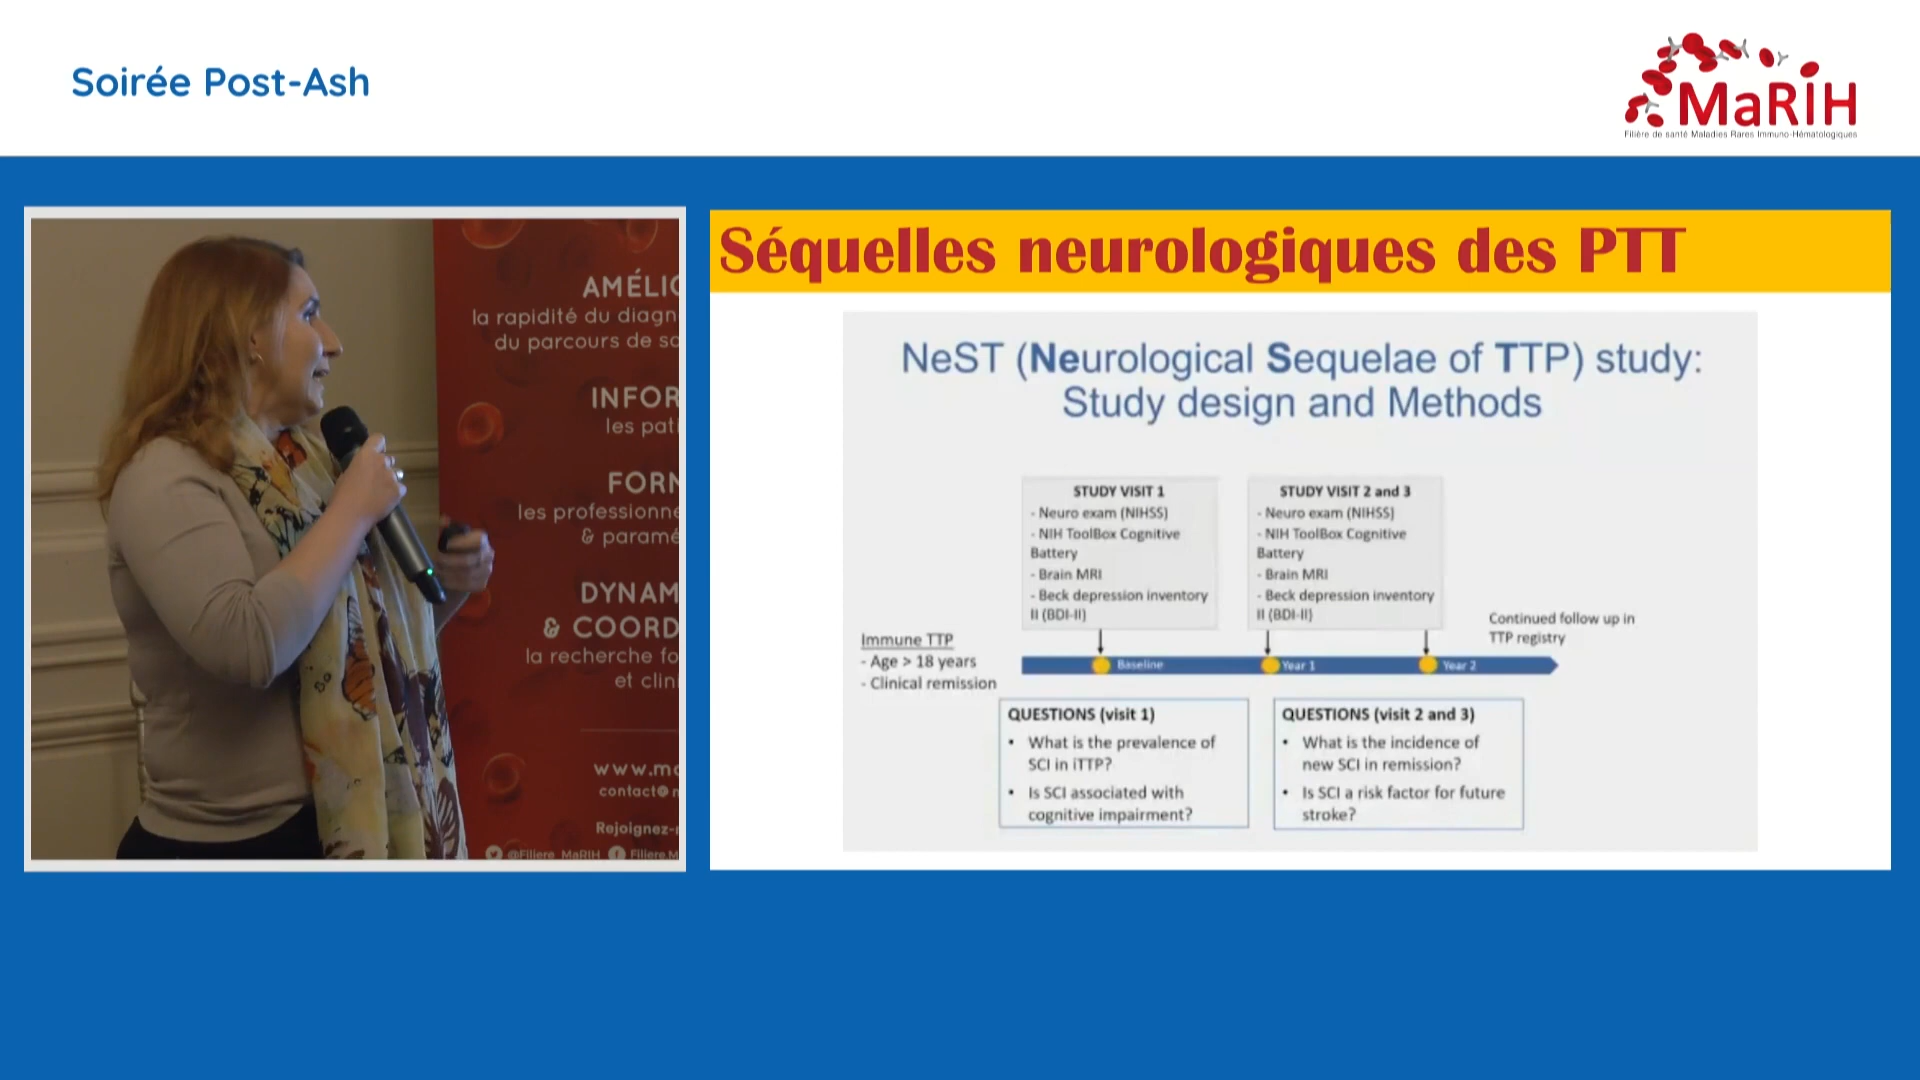 Soirée Post-Ash
MaRIH
Filière de santé Maladies Rares Immuno-Hématologiques
AMÉLIO
la rapidité du diagn
du parcours de so
INFOR
les pati
FORM
les professionne
& paramé
DYNAM
& COORD
la recherche fo
et clini
www.ma
contact@
Rejoignez-
@Filiere_MaRIH Filiere.M
Séquelles neurologiques des PTT
NeST (Neurological Sequelae of TTP) study:
Study design and Methods
STUDY VISIT 1
- Neuro exam (NIHSS)
- NIH ToolBox Cognitive
Battery
- Brain MRI
- Beck depression inventory
II (BDI-II)
STUDY VISIT 2 and 3
- Neuro exam (NIHSS)
- NIH ToolBox Cognitive
Battery
- Brain MRI
- Beck depression inventory
II (BDI-II)
Continued follow up in
TTP registry
Immune TTP
- Age > 18 years
- Clinical remission
Baseline
Year 1
Year 2
QUESTIONS (visit 1)
• What is the prevalence of
SCI in iTTP?
• Is SCI associated with
cognitive impairment?
QUESTIONS (visit 2 and 3)
• What is the incidence of
new SCI in remission?
• Is SCI a risk factor for future
stroke?